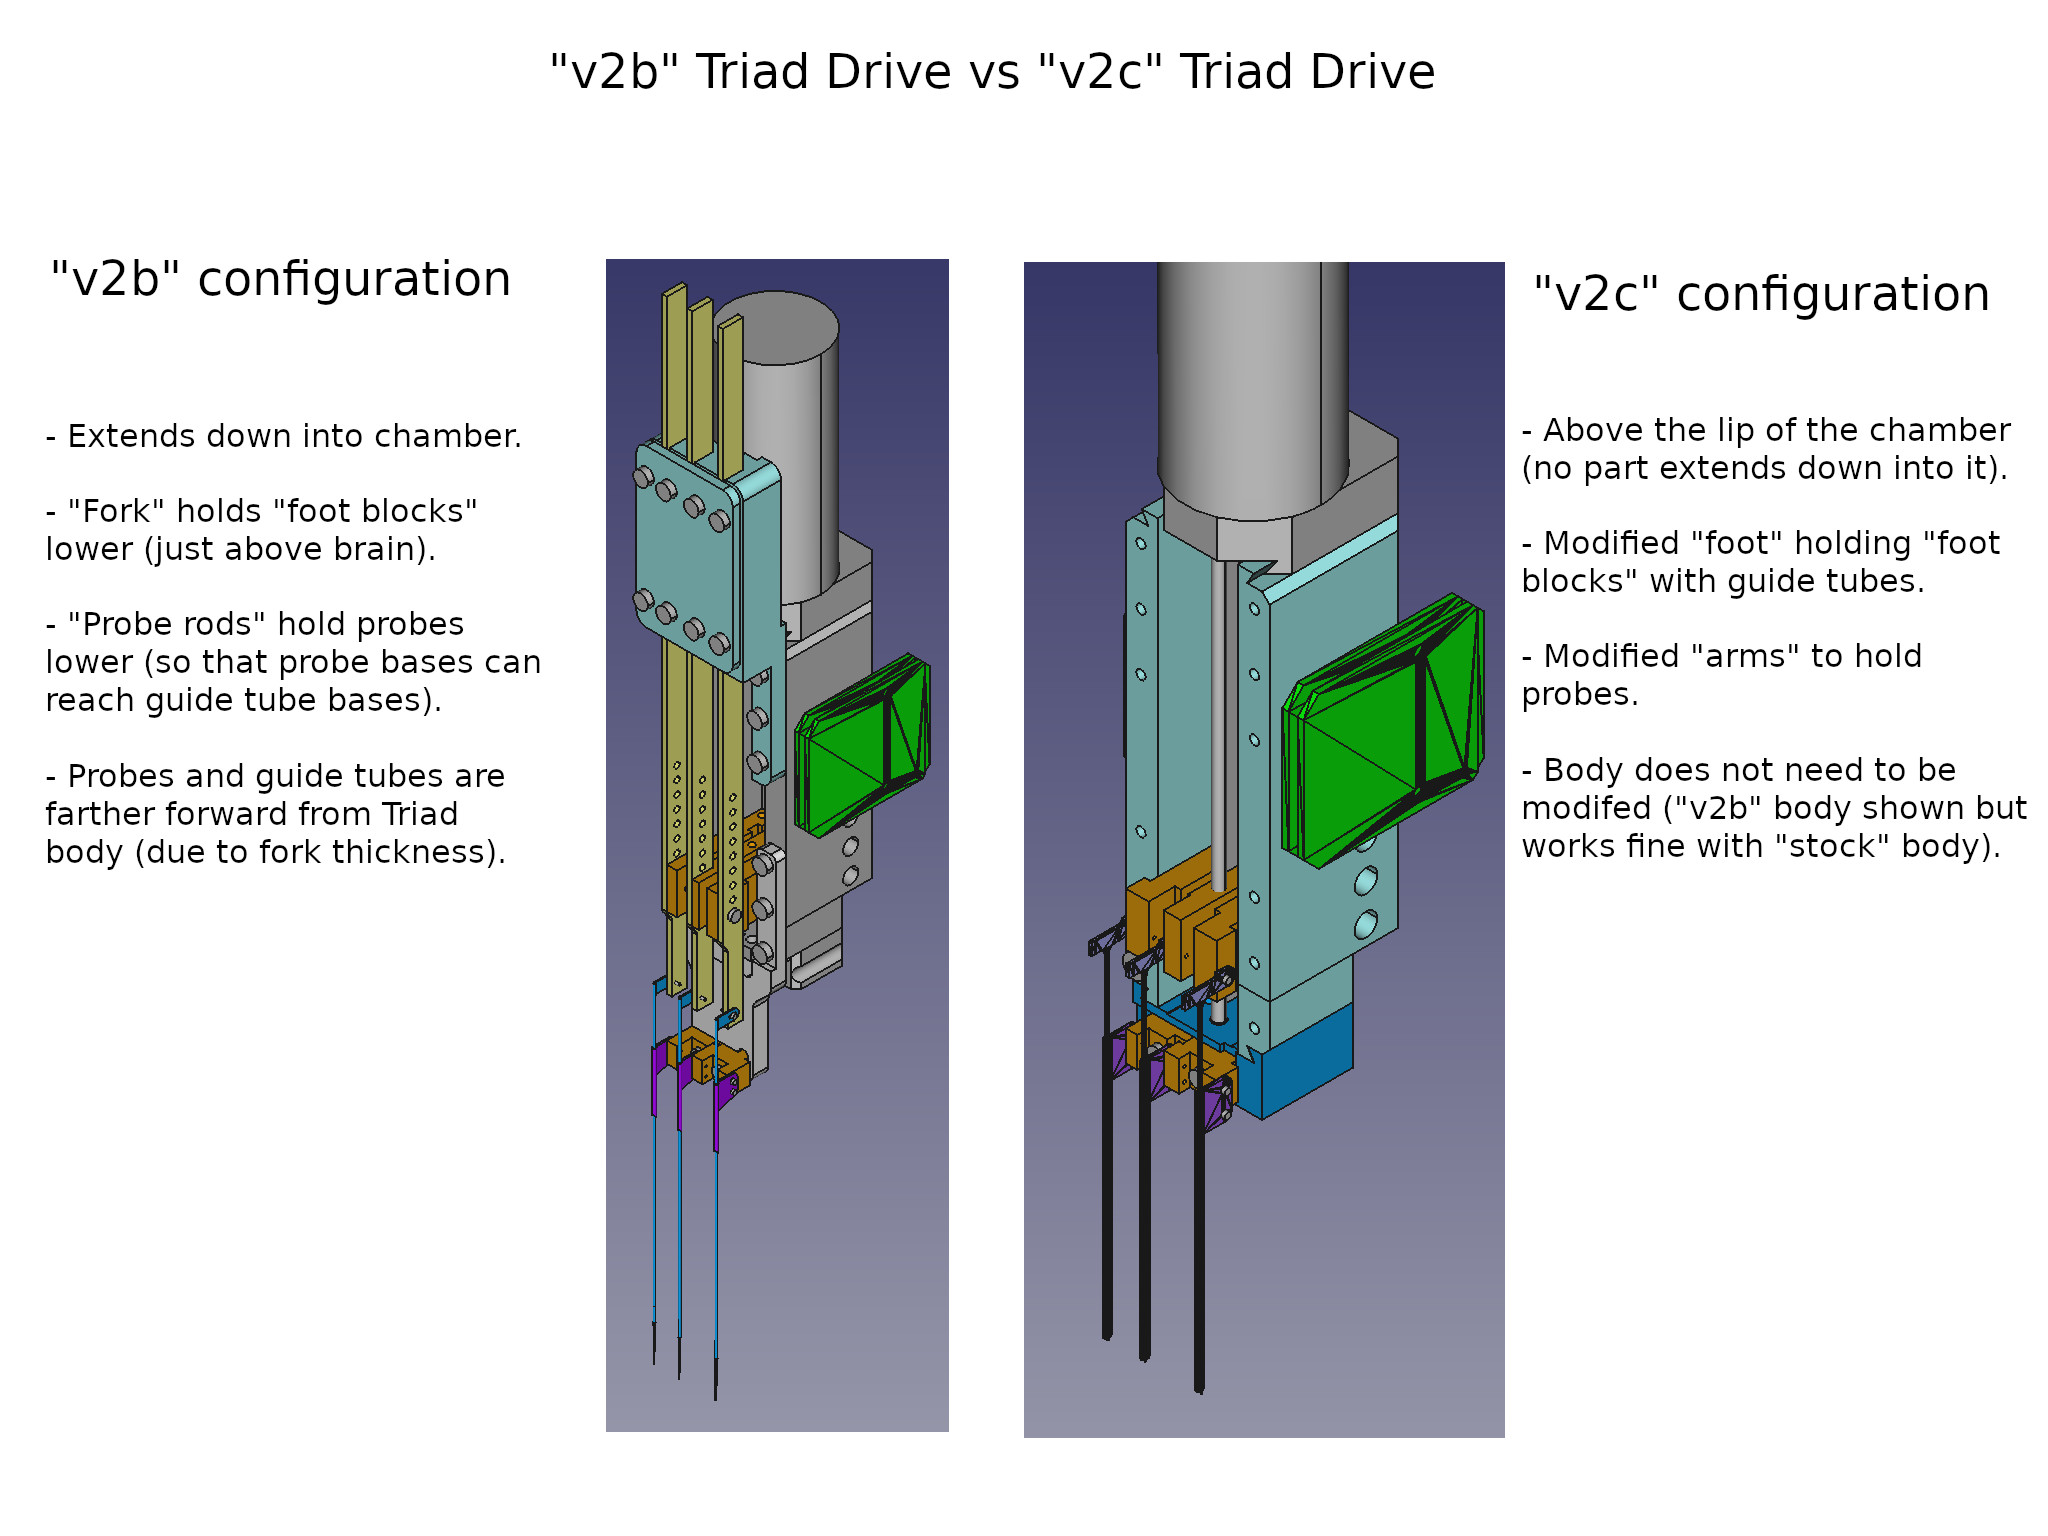 "v2b" Triad Drive vs "v2c" Triad Drive
"v2b" configuration
- Extends down into chamber.
- "Fork" holds "foot blocks"
lower (just above brain).
- "Probe rods" hold probes
lower (so that probe bases can
reach guide tube bases).
- Probes and guide tubes are
farther forward from Triad
body (due to fork thickness).
"v2c" configuration
- Above the lip of the chamber
(no part extends down into it).
- Modified "foot" holding "foot
blocks" with guide tubes.
- Modified "arms" to hold
probes.
- Body does not need to be
modifed ("v2b" body shown but
works fine with "stock" body).